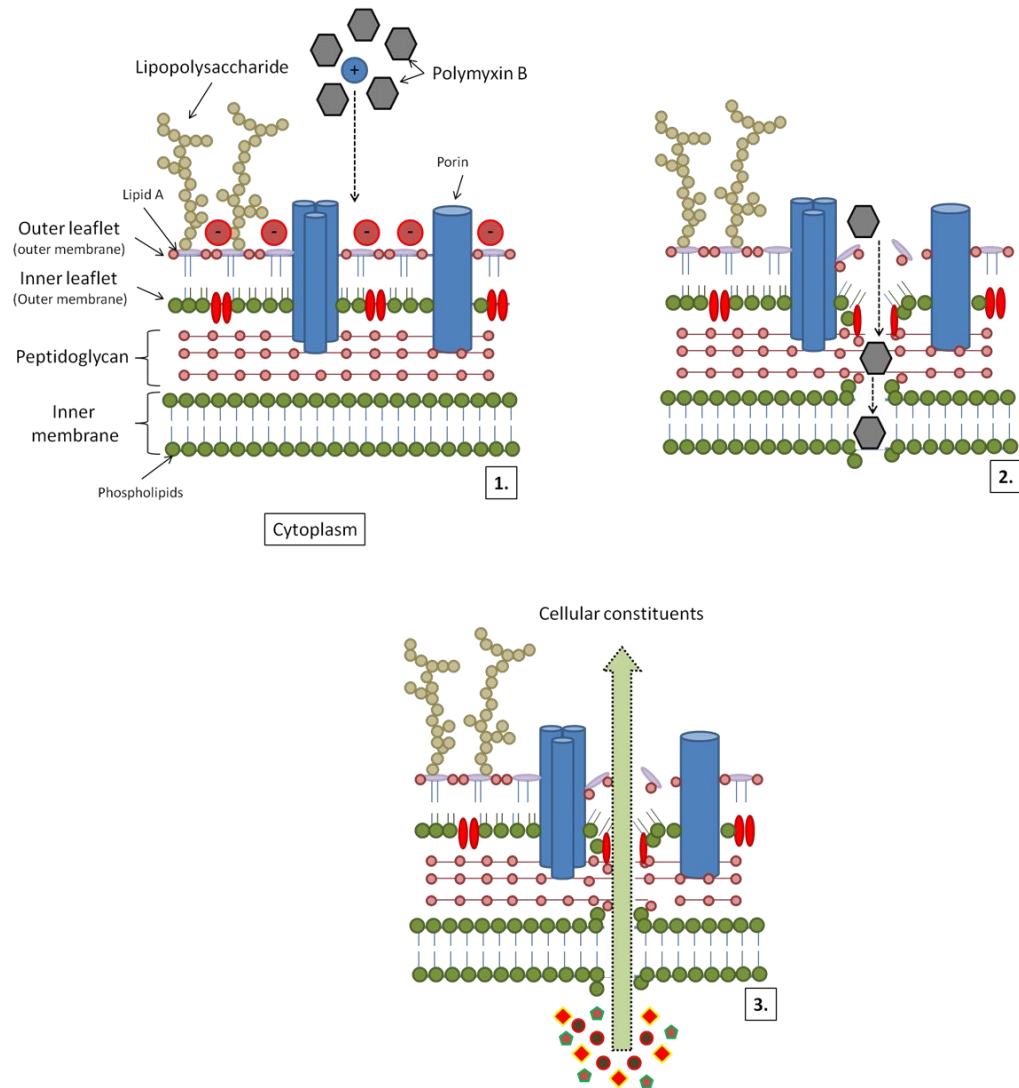 Lipopolysaccharide
+
Polymyxin B
Porin
Lipid A
Outer leaflet
(outer membrane)
- - - - -
Inner leaflet
(Outer membrane)
Peptidoglycan
Inner
membrane
Phospholipids
1.
Cytoplasm
2.
Cellular constituents
3.